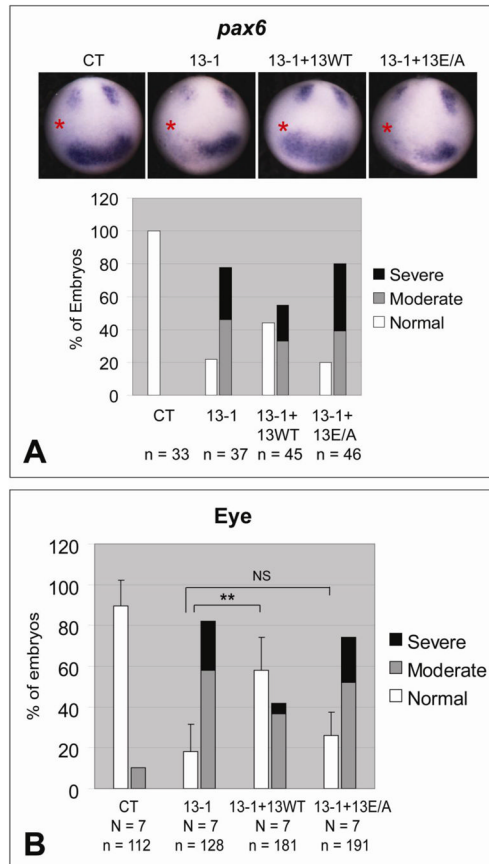 pax6
CT 13-1 13-1+13WT 13-1+13E/A
* * * *
120
100
80
60
40
20
0
% of Embryos
Severe
Moderate
Normal
CT 13-1 13-1+ 13-1+
13WT 13E/A
n = 33 n = 37 n = 45 n = 46
A
Eye
120
100
80
60
40
20
0
% of embryos
NS
**
Severe
Moderate
Normal
CT 13-1 13-1+13WT 13-1+13E/A
N = 7 N = 7 N = 7 N = 7
n = 112 n = 128 n = 181 n = 191
B